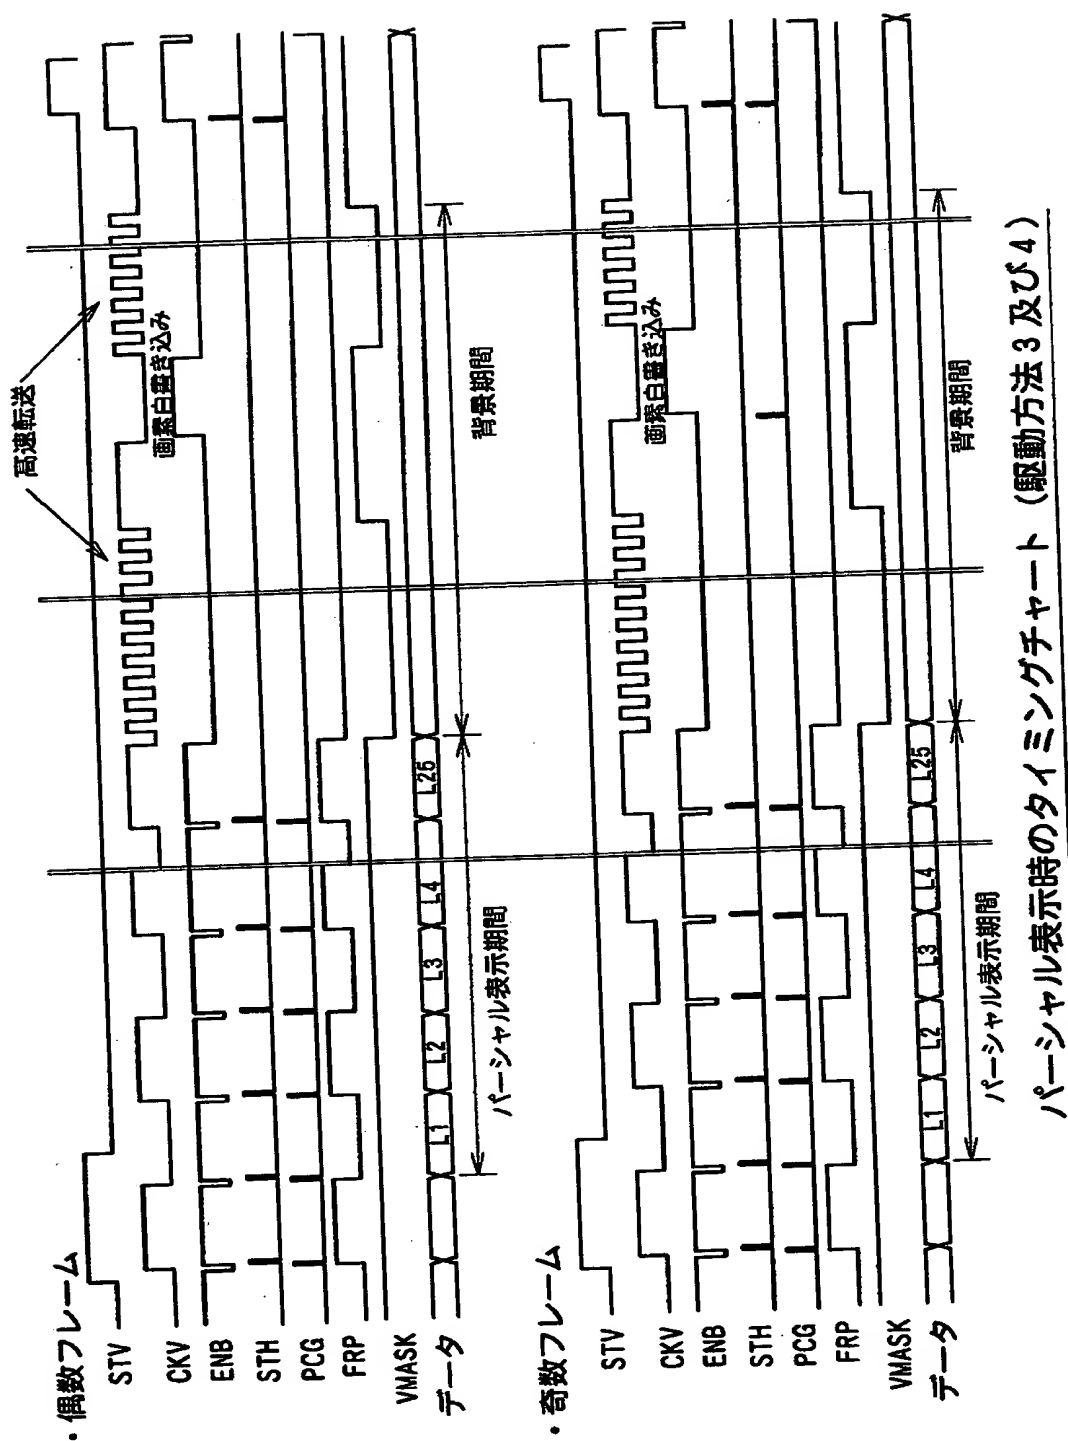 ・偶数フレーム
STV
CKV
ENB
STH
PCG
FRP
VMASK
データ
高速転送
画素白書き込み
L1
L2
L3
L4
L25
パーシャル表示期間
背景期間
・奇数フレーム
STV
CKV
ENB
STH
PCG
FRP
VMASK
データ
画素白書き込み
L1
L2
L3
L4
L25
パーシャル表示期間
背景期間
パーシャル表示時のタイミングチャート(駆動方法3及び4)